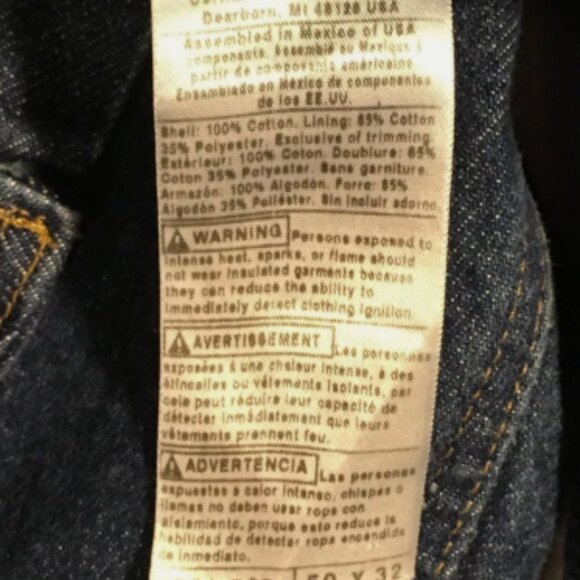 Dearborn, MI 48126 USA
Assembled in Mexico of USA
components. Assemblé au Mexique à
partir de composants américains.
Ensamblado en México de componentes
de los EE.UU.
Shell: 100% Cotton. Lining: 65% Cotton
35% Polyester. Exclusive of trimming.
Extérieur: 100% Coton. Doublure: 65%
Coton 35% Polyester. Sans garniture.
Armazón: 100% Algodón. Forro: 65%
Algodón 35% Poliéster. Sin incluir adorno.
WARNING Persons exposed to
intense heat, sparks, or flame should
not wear insulated garments because
they can reduce the ability to
immediately detect clothing ignition.
AVERTISSEMENT Les personnes
exposées à une chaleur intense, à des
étincelles ou vêtements isolants, car
cela peut réduire leur capacité de
détecter immédiatement que leurs
vêtements prennent feu.
ADVERTENCIA Las personas
expuestas a calor intenso, chispas o
llamas no deben usar ropa con
aislamiento, porque esto reduce la
habilidad de detectar ropa encendida
de inmediato.
50 X 32